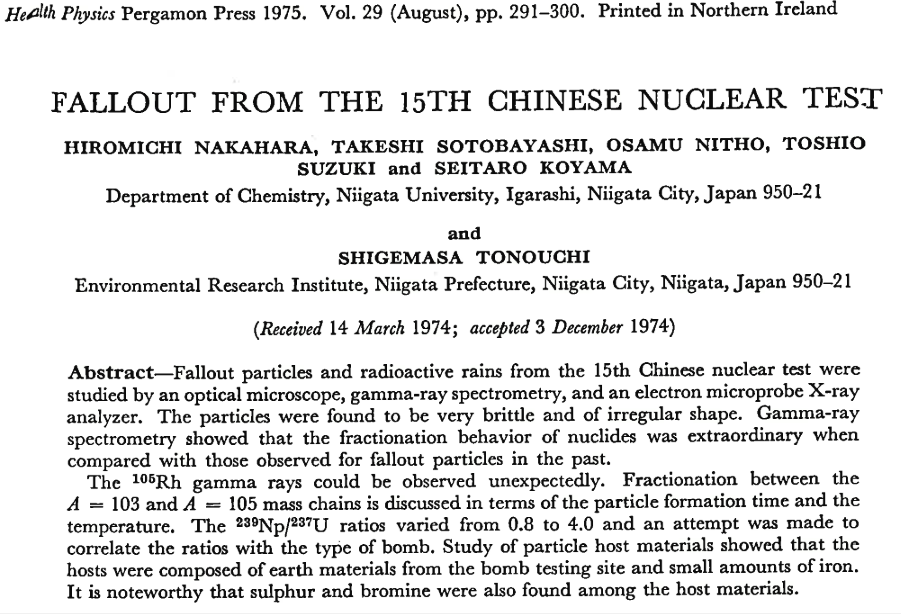 Health Physics Pergamon Press 1975. Vol. 29 (August), pp. 291–300. Printed in Northern Ireland
FALLOUT FROM THE 15TH CHINESE NUCLEAR TEST
HIROMICHI NAKAHARA, TAKESHI SOTOBAYASHI, OSAMU NITHO, TOSHIO
SUZUKI and SEITARO KOYAMA
Department of Chemistry, Niigata University, Igarashi, Niigata City, Japan 950–21
and
SHIGEMASA TONOUCHI
Environmental Research Institute, Niigata Prefecture, Niigata City, Niigata, Japan 950–21
(Received 14 March 1974; accepted 3 December 1974)
Abstract—Fallout particles and radioactive rains from the 15th Chinese nuclear test were
studied by an optical microscope, gamma-ray spectrometry, and an electron microprobe X-ray
analyzer. The particles were found to be very brittle and of irregular shape. Gamma-ray
spectrometry showed that the fractionation behavior of nuclides was extraordinary when
compared with those observed for fallout particles in the past.
The ¹⁰⁵Rh gamma rays could be observed unexpectedly. Fractionation between the
A = 103 and A = 105 mass chains is discussed in terms of the particle formation time and the
temperature. The ²³⁹Np/²³⁷U ratios varied from 0.8 to 4.0 and an attempt was made to
correlate the ratios with the type of bomb. Study of particle host materials showed that the
hosts were composed of earth materials from the bomb testing site and small amounts of iron.
It is noteworthy that sulphur and bromine were also found among the host materials.